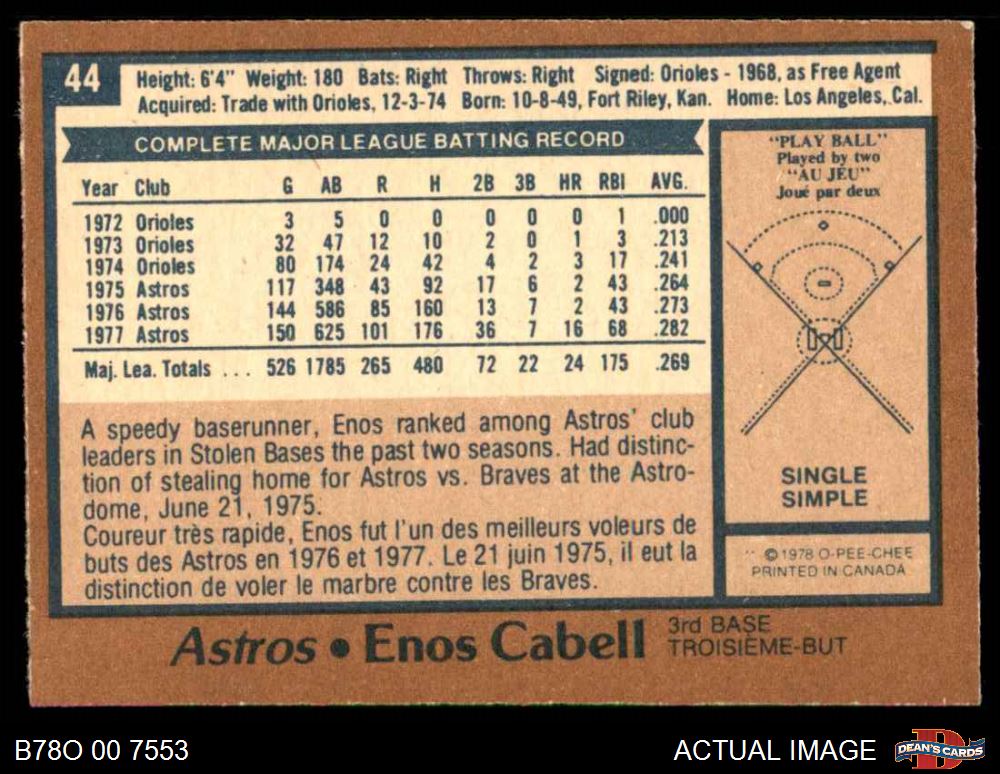 44
Height: 6'4" Weight: 180 Bats: Right Throws: Right Signed: Orioles - 1968, as Free Agent
Acquired: Trade with Orioles, 12-3-74 Born: 10-8-49, Fort Riley, Kan. Home: Los Angeles, Cal.
COMPLETE MAJOR LEAGUE BATTING RECORD
Year Club G AB R H 2B 3B HR RBI AVG.
1972 Orioles 3 5 0 0 0 0 0 1 .000
1973 Orioles 32 47 12 10 2 0 1 3 .213
1974 Orioles 80 174 24 42 4 2 3 17 .241
1975 Astros 117 348 43 92 17 6 2 43 .264
1976 Astros 144 586 85 160 13 7 2 43 .273
1977 Astros 150 625 101 176 36 7 16 68 .282
Maj. Lea. Totals ... 526 1785 265 480 72 22 24 175 .269
A speedy baserunner, Enos ranked among Astros' club
leaders in Stolen Bases the past two seasons. Had distinc-
tion of stealing home for Astros vs. Braves at the Astro-
dome, June 21, 1975.
Coureur très rapide, Enos fut l'un des meilleurs voleurs de
buts des Astros en 1976 et 1977. Le 21 juin 1975, il eut la
distinction de voler le marbre contre les Braves.
"PLAY BALL"
Played by two
"AU JEU"
Joué par deux
SINGLE
SIMPLE
© 1978 O-PEE-CHEE
PRINTED IN CANADA
Astros • Enos Cabell
3rd BASE
TROISIÈME-BUT
B78O 00 7553
ACTUAL IMAGE
D
DEAN'S CARDS